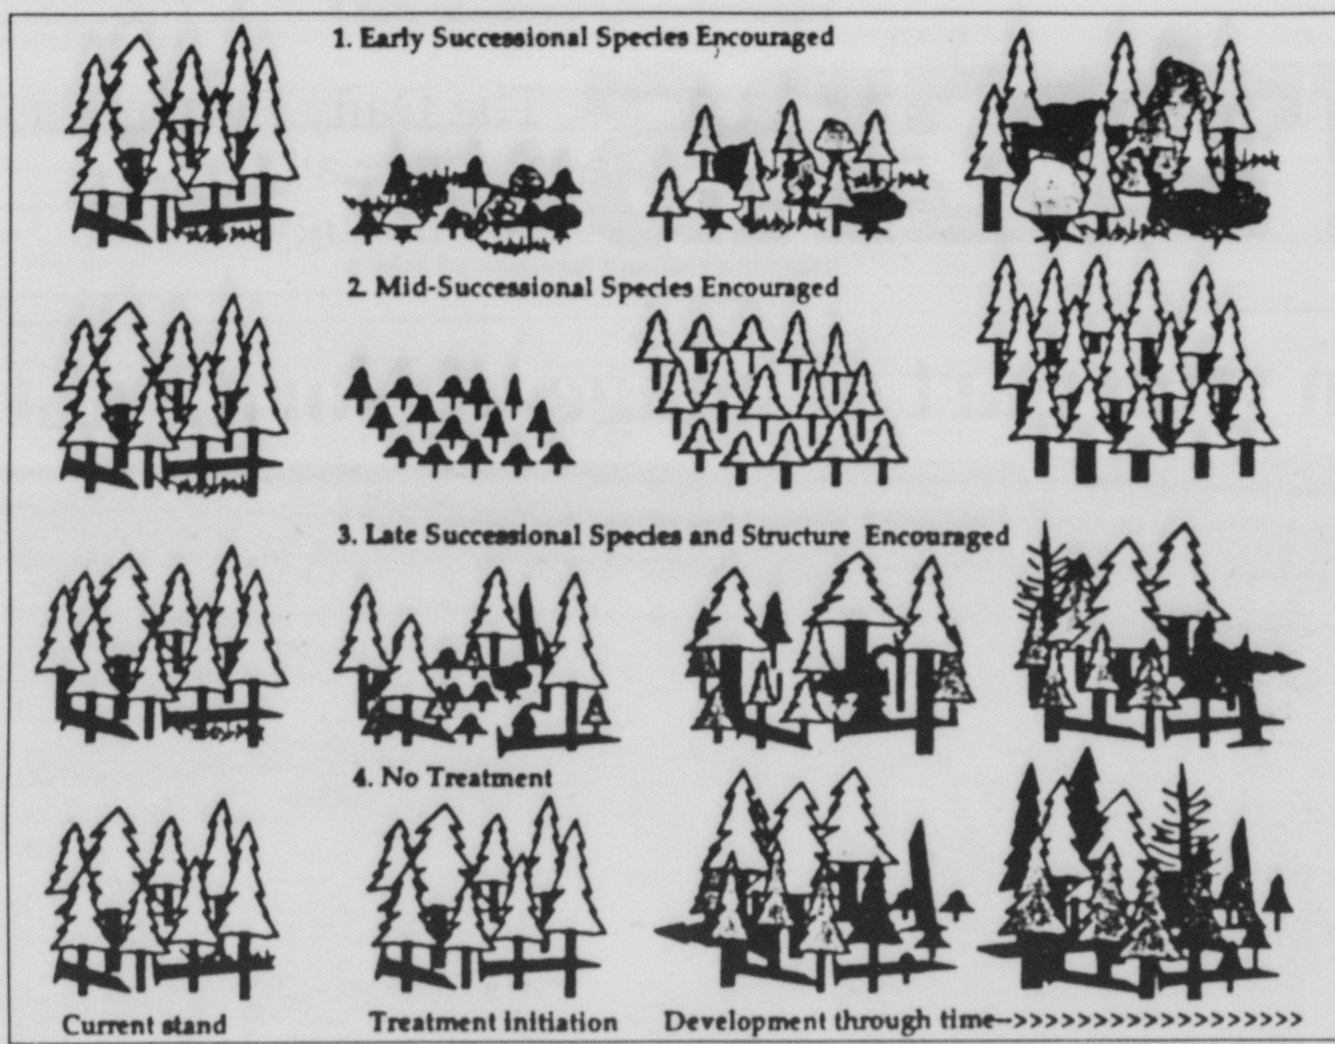 1. Early Successional Species Encouraged
2. Mid-Successional Species Encouraged
3. Late Successional Species and Structure Encouraged
4. No Treatment
Current stand
Treatment initiation
Development through time->>>>>>>>>>>>>>>>>>>